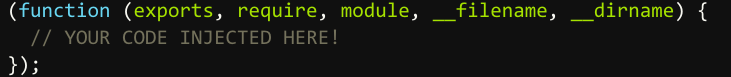 (function (exports, require, module, __filename, __dirname) {
  // YOUR CODE INJECTED HERE!
});